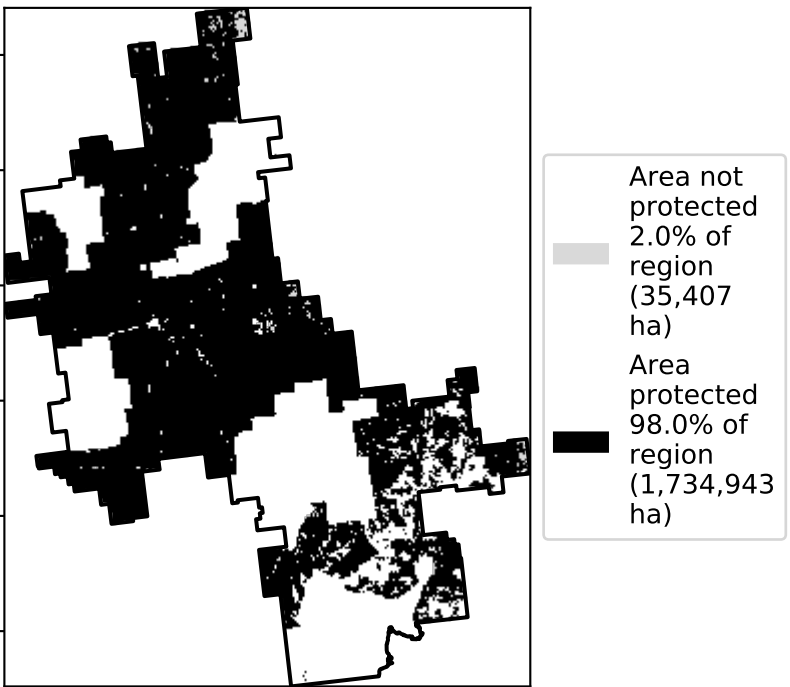 Area not
protected
2.0% of
region
(35,407
ha)
Area
protected
98.0% of
region
(1,734,943
ha)